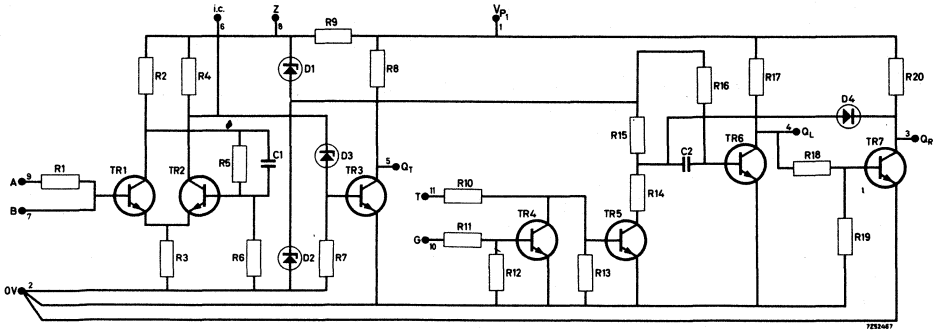 i.c.
6
Z
8
R9
V P1
1
R2
R4
D1
R8
R16
R17
R20
D4
R15
4
QL
3
QR
R5
C1
D3
5
QT
C2
TR6
R18
TR7
A
9
R1
TR1
TR2
TR3
T
11
R10
R14
B
7
TR4
TR5
G
10
R11
R3
R6
D2
R7
R12
R13
R19
0V
2
7Z52467